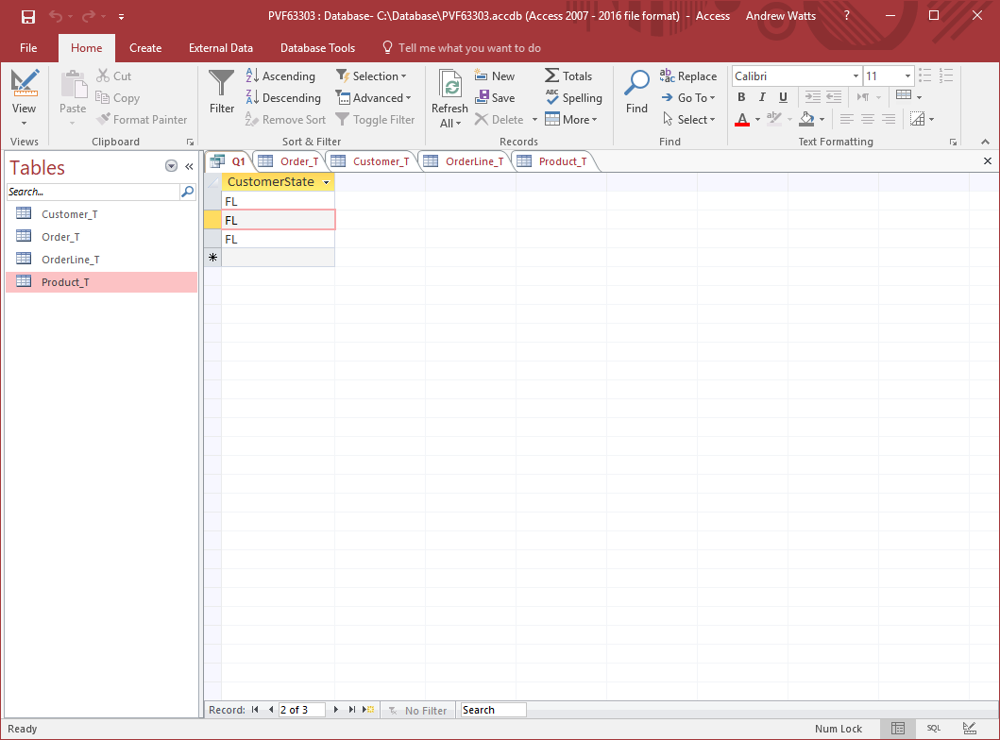 PVF63303 : Database- C:\Database\PVF63303.accdb (Access 2007 - 2016 file format) - Access Andrew Watts ?
File Home Create External Data Database Tools Tell me what you want to do
View
Views
Paste
Cut
Copy
Format Painter
Clipboard
Filter
Ascending
Descending
Remove Sort
Selection
Advanced
Toggle Filter
Sort & Filter
Refresh
All
New
Save
Delete
Totals
Spelling
More
Records
Find
Replace
Go To
Select
Find
Calibri 11
B I U
Text Formatting
Tables
Search...
Customer_T
Order_T
OrderLine_T
Product_T
Q1 Order_T Customer_T OrderLine_T Product_T
CustomerState
FL
FL
FL
Record: 2 of 3 No Filter Search
Ready Num Lock SQL